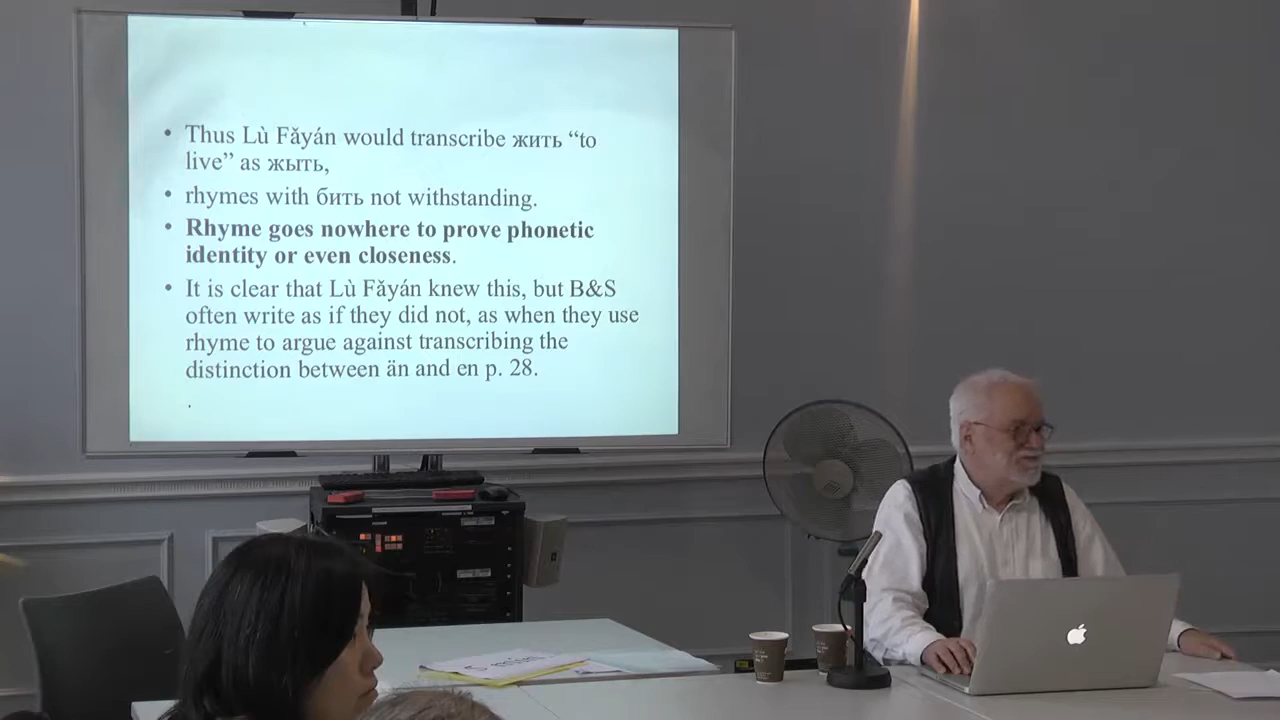 • Thus Lù Fǎyán would transcribe жить “to
live” as жыть,
• rhymes with бить not withstanding.
• Rhyme goes nowhere to prove phonetic
identity or even closeness.
• It is clear that Lù Fǎyán knew this, but B&S
often write as if they did not, as when they use
rhyme to argue against transcribing the
distinction between än and en p. 28.